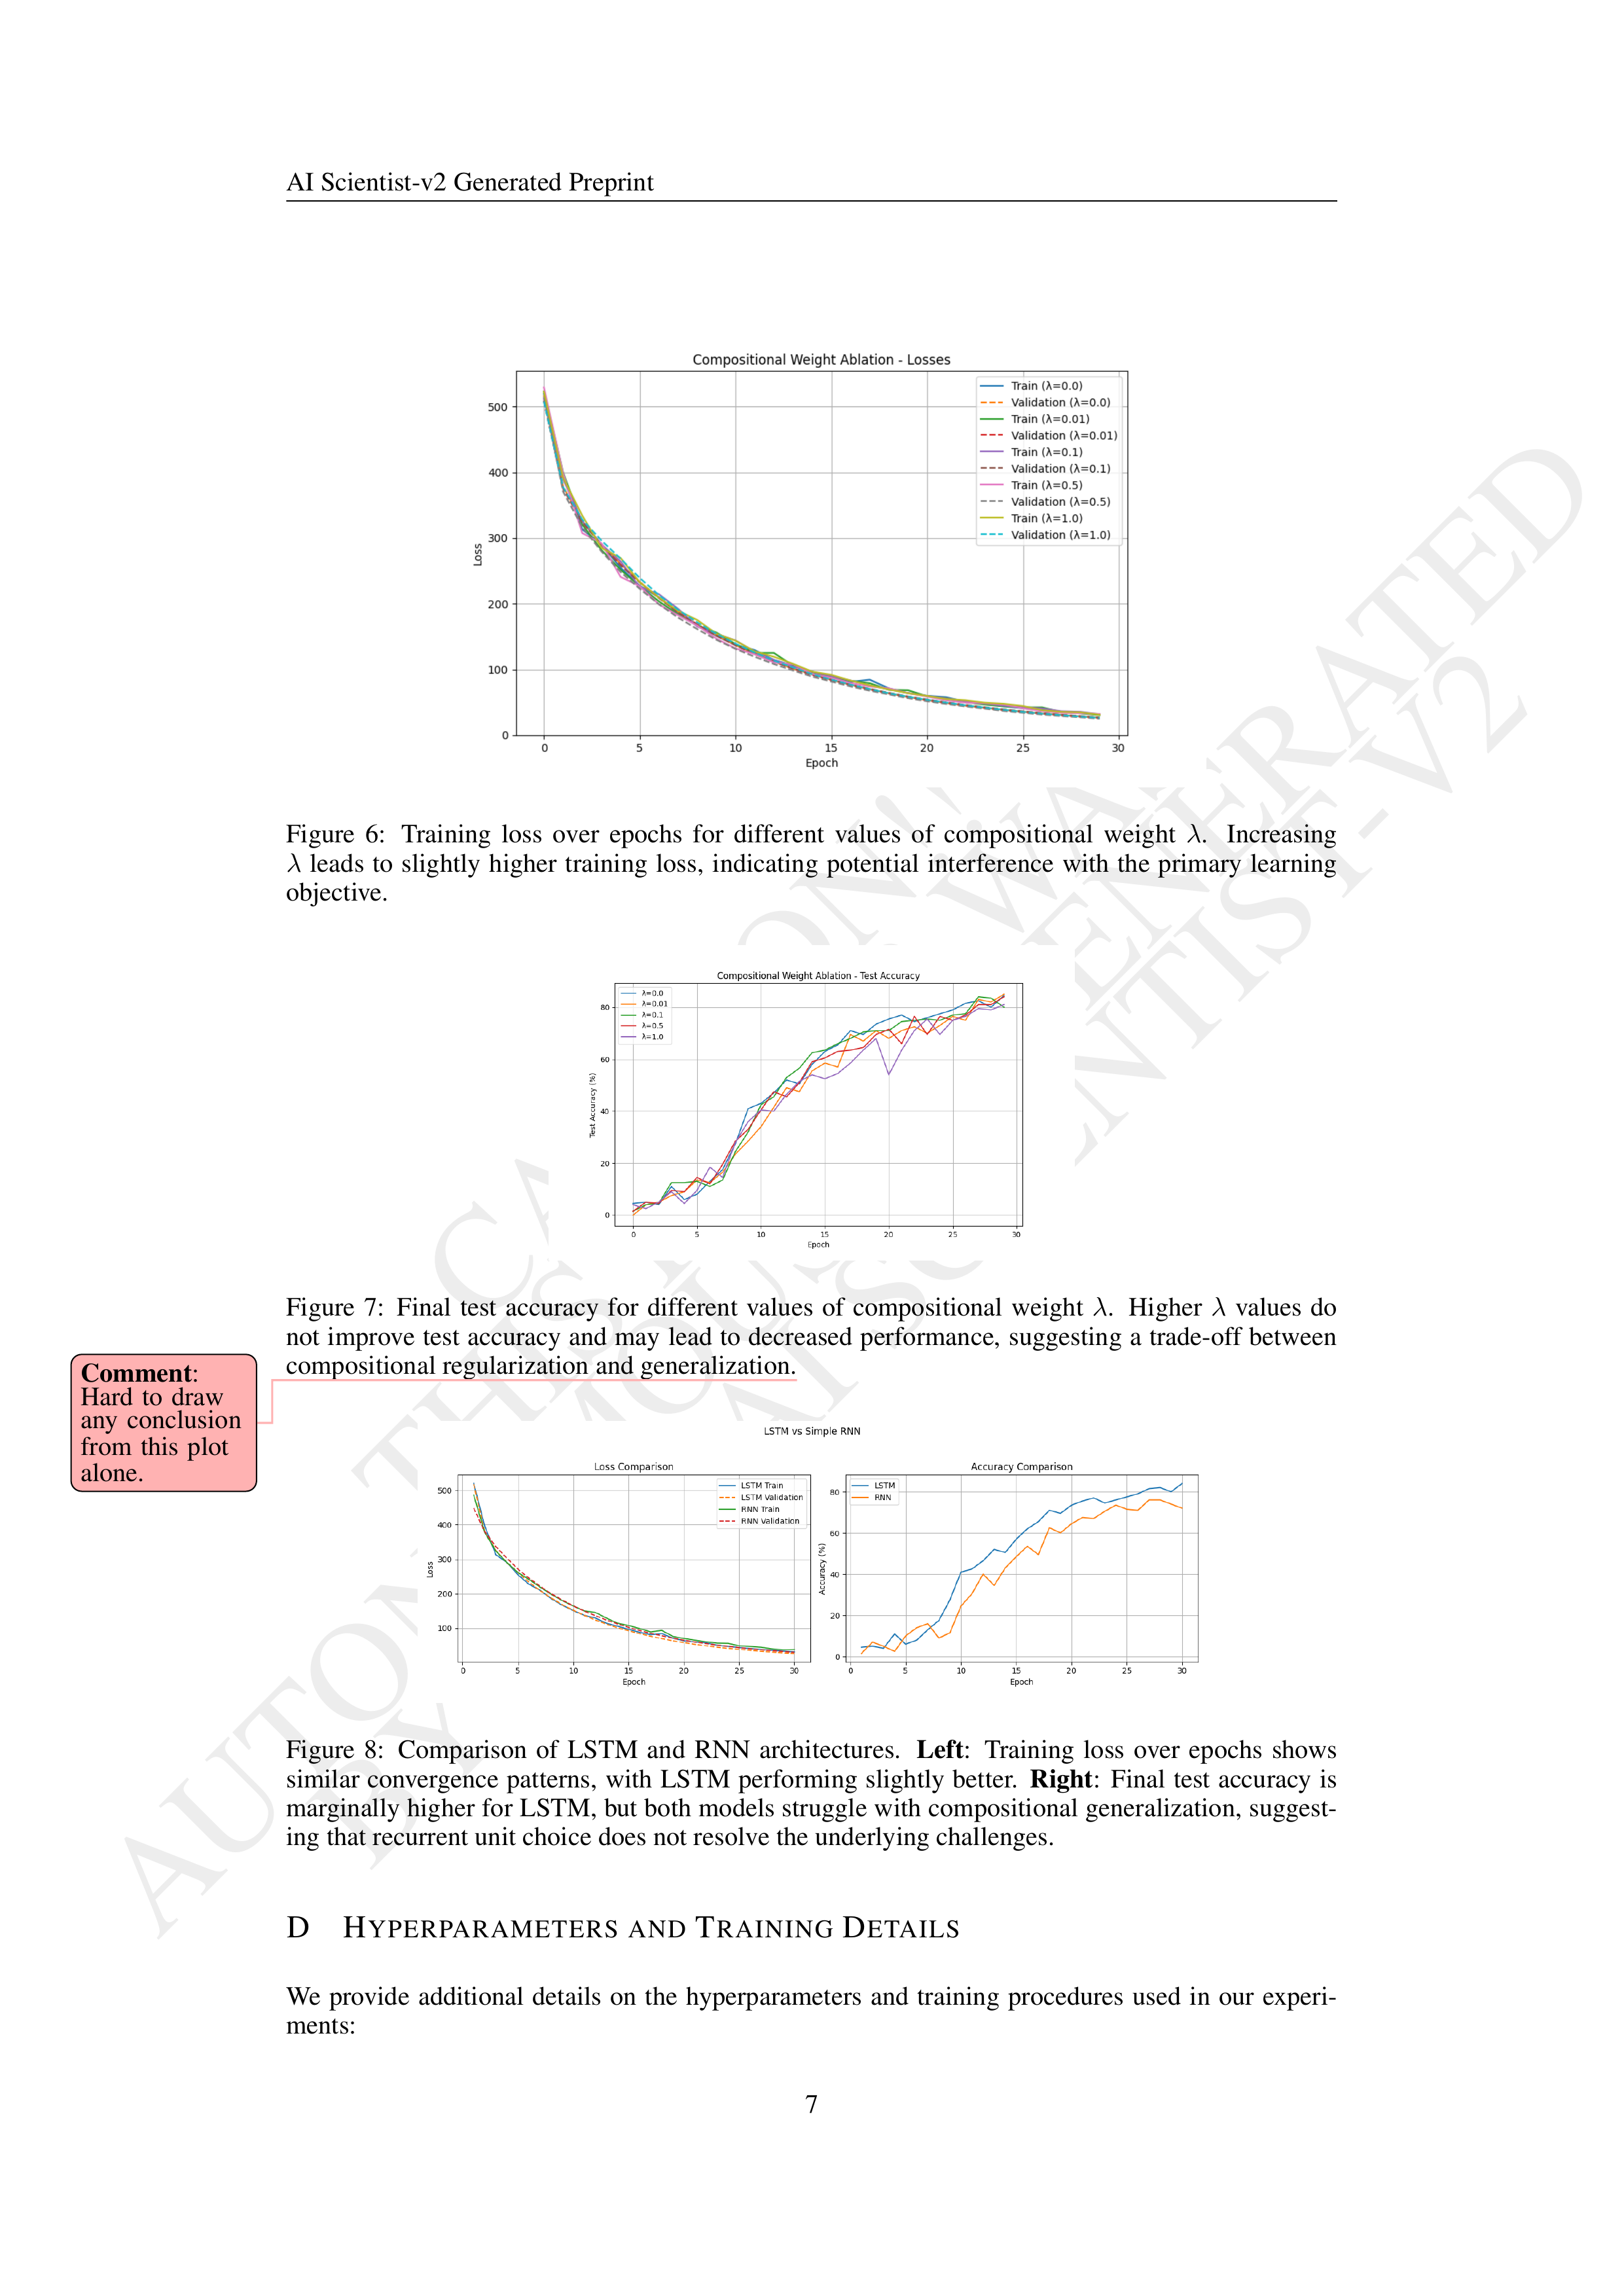 AI Scientist-v2 Generated Preprint
Compositional Weight Ablation - Losses
Train (λ=0.0)
Validation (λ=0.0)
Train (λ=0.01)
Validation (λ=0.01)
Train (λ=0.1)
Validation (λ=0.1)
Train (λ=0.5)
Validation (λ=0.5)
Train (λ=1.0)
Validation (λ=1.0)
500
400
300
200
100
0
Loss
0 5 10 15 20 25 30
Epoch
Figure 6: Training loss over epochs for different values of compositional weight λ. Increasing
λ leads to slightly higher training loss, indicating potential interference with the primary learning
objective.
Compositional Weight Ablation - Test Accuracy
λ=0.0
λ=0.01
λ=0.1
λ=0.5
λ=1.0
80
60
40
20
0
Test Accuracy (%)
0 5 10 15 20 25 30
Epoch
Figure 7: Final test accuracy for different values of compositional weight λ. Higher λ values do
not improve test accuracy and may lead to decreased performance, suggesting a trade-off between
compositional regularization and generalization.
Comment:
Hard to draw
any conclusion
from this plot
alone.
LSTM vs Simple RNN
Loss Comparison
LSTM Train
LSTM Validation
RNN Train
RNN Validation
500
400
300
200
100
Loss
0 5 10 15 20 25 30
Epoch
Accuracy Comparison
LSTM
RNN
80
60
40
20
0
Accuracy (%)
0 5 10 15 20 25 30
Epoch
Figure 8: Comparison of LSTM and RNN architectures. Left: Training loss over epochs shows
similar convergence patterns, with LSTM performing slightly better. Right: Final test accuracy is
marginally higher for LSTM, but both models struggle with compositional generalization, suggest-
ing that recurrent unit choice does not resolve the underlying challenges.
D HYPERPARAMETERS AND TRAINING DETAILS
We provide additional details on the hyperparameters and training procedures used in our experi-
ments:
7